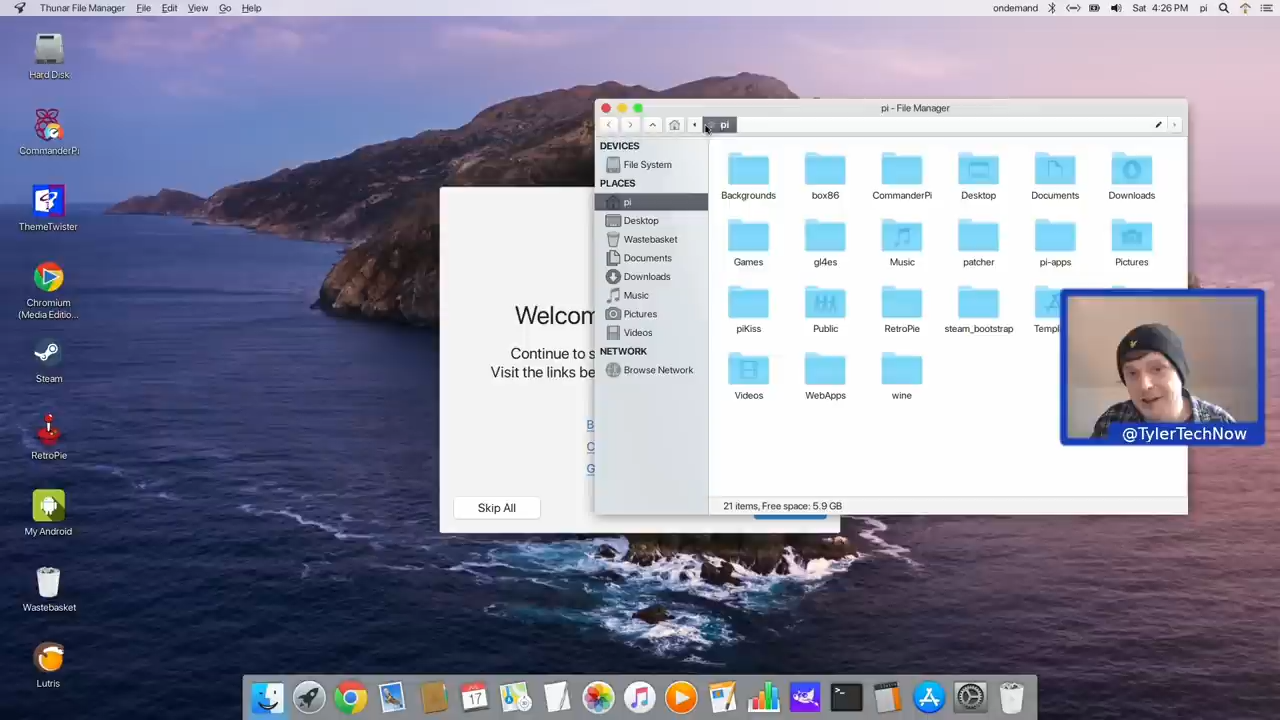 Thunar File Manager File Edit View Go Help
ondemand Sat 4:26 PM pi
Hard Disk
CommanderPi
ThemeTwister
Chromium
(Media Editio...
Steam
RetroPie
My Android
Wastebasket
Lutris
Welcom
Continue to s
Visit the links be
B
C
G
Skip All
pi - File Manager
pi
DEVICES
File System
PLACES
pi
Desktop
Wastebasket
Documents
Downloads
Music
Pictures
Videos
NETWORK
Browse Network
Backgrounds box86 CommanderPi Desktop Documents Downloads
Games gl4es Music patcher pi-apps Pictures
piKiss Public RetroPie steam_bootstrap Templ
Videos WebApps wine
21 items, Free space: 5.9 GB
@TylerTechNow
17